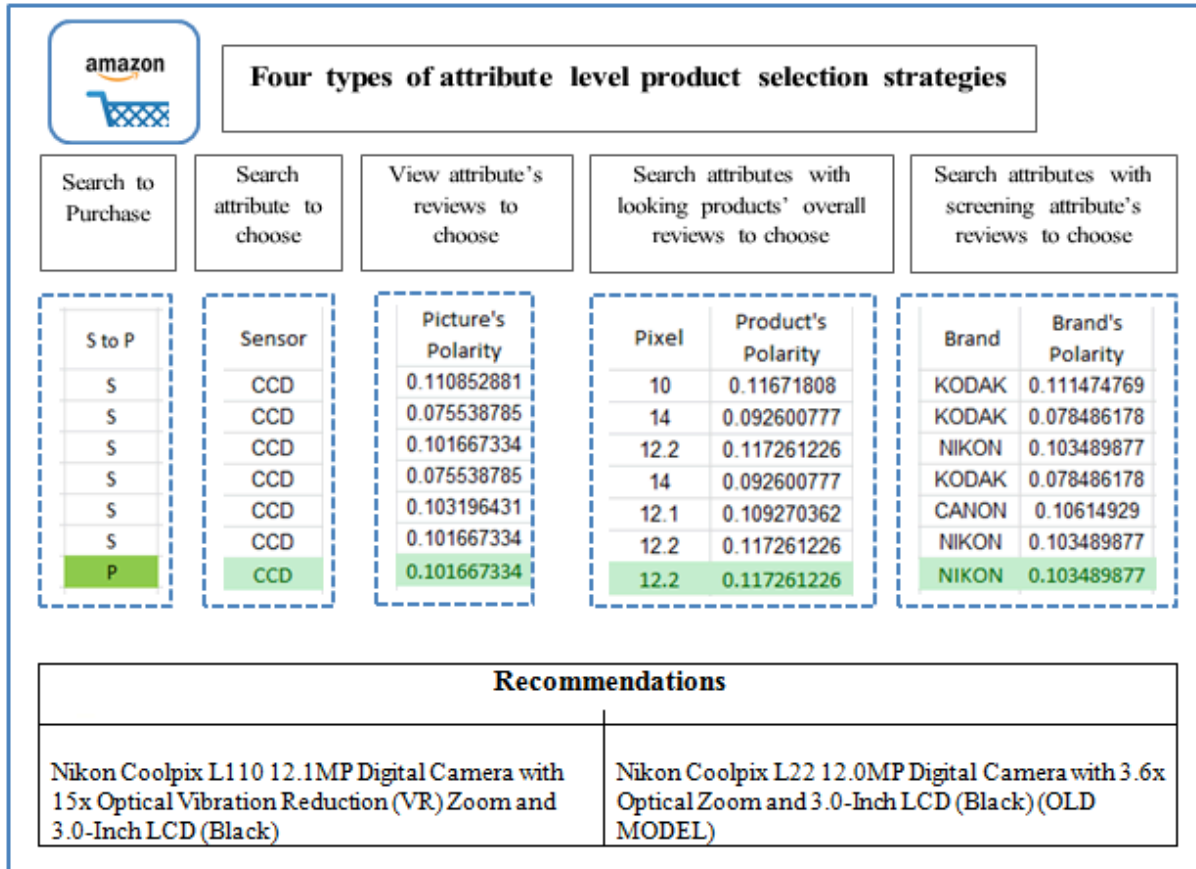 amazon
Four types of attribute level product selection strategies
Search to
Purchase
Search
attribute to
choose
View attribute's
reviews to
choose
Search attributes with
looking products' overall
reviews to choose
Search attributes with
screening attribute's
reviews to choose
S to P
S
S
S
S
S
S
P
Sensor
CCD
CCD
CCD
CCD
CCD
CCD
CCD
Picture's
Polarity
0.110852881
0.075538785
0.101667334
0.075538785
0.103196431
0.101667334
0.101667334
Pixel Product's
Polarity
10 0.11671808
14 0.092600777
12.2 0.117261226
14 0.092600777
12.1 0.109270362
12.2 0.117261226
12.2 0.117261226
Brand Brand's
Polarity
KODAK 0.111474769
KODAK 0.078486178
NIKON 0.103489877
KODAK 0.078486178
CANON 0.10614929
NIKON 0.103489877
NIKON 0.103489877
Recommendations
Nikon Coolpix L110 12.1MP Digital Camera with
15x Optical Vibration Reduction (VR) Zoom and
3.0-Inch LCD (Black)
Nikon Coolpix L22 12.0MP Digital Camera with 3.6x
Optical Zoom and 3.0-Inch LCD (Black) (OLD
MODEL)